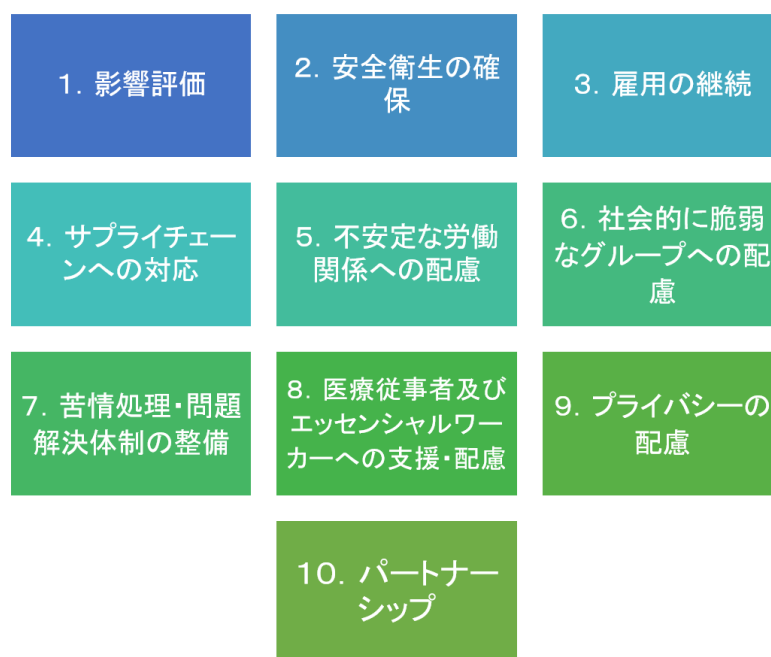 1. 影響評価
2. 安全衛生の確
保
3. 雇用の継続
4. サプライチェー
ンへの対応
5. 不安定な労働
関係への配慮
6. 社会的に脆弱
なグループへの配
慮
7. 苦情処理・問題
解決体制の整備
8. 医療従事者及び
エッセンシャルワー
カーへの支援・配慮
9. プライバシーの
配慮
10. パートナー
シップ